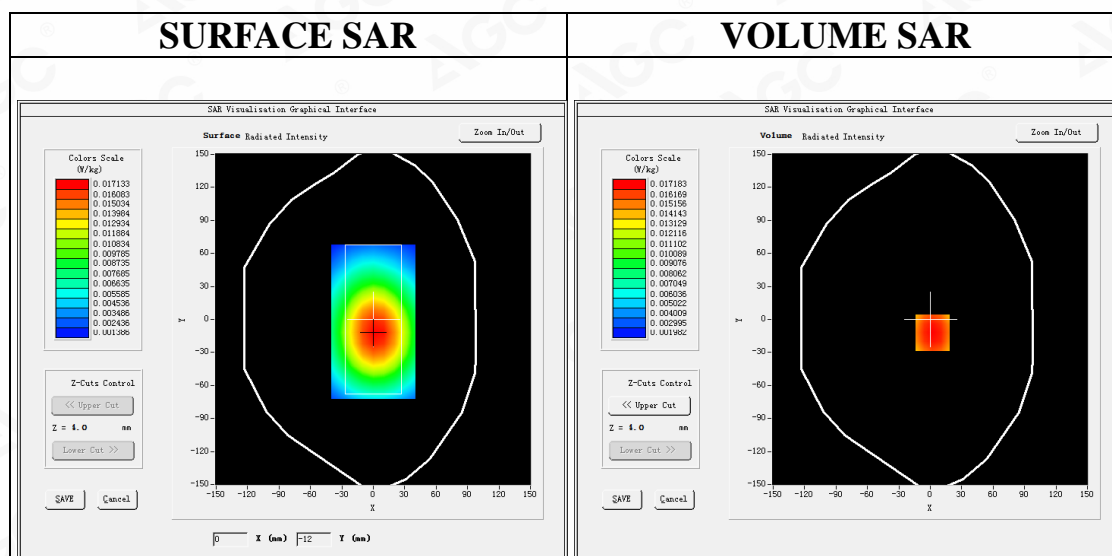 SURFACE SAR
VOLUME SAR
SAR Visualisation Graphical Interface
Surface Radiated Intensity
Zoom In/Out
Colors Scale
(W/kg)
0.017133
0.016083
0.015034
0.013984
0.012934
0.011884
0.010834
0.009785
0.008735
0.007685
0.006635
0.005585
0.004536
0.003486
0.002436
0.001386
Z-Cuts Control
<< Upper Cut
Z = 4.0 mm
Lower Cut >>
SAVE Cancel
150
120
90
60
30
0
-30
-60
-90
-120
-150
Y
-150 -120 -90 -60 -30 0 30 60 90 120 150
X
0 X (mm) -12 Y (mm)
SAR Visualisation Graphical Interface
Volume Radiated Intensity
Zoom In/Out
Colors Scale
(W/kg)
0.017183
0.016169
0.015156
0.014143
0.013129
0.012116
0.011102
0.010089
0.009076
0.008062
0.007049
0.006036
0.005022
0.004009
0.002995
0.001982
Z-Cuts Control
<< Upper Cut
Z = 4.0 mm
Lower Cut >>
SAVE Cancel
150
120
90
60
30
0
-30
-60
-90
-120
-150
Y
-150 -120 -90 -60 -30 0 30 60 90 120 150
X
AGC